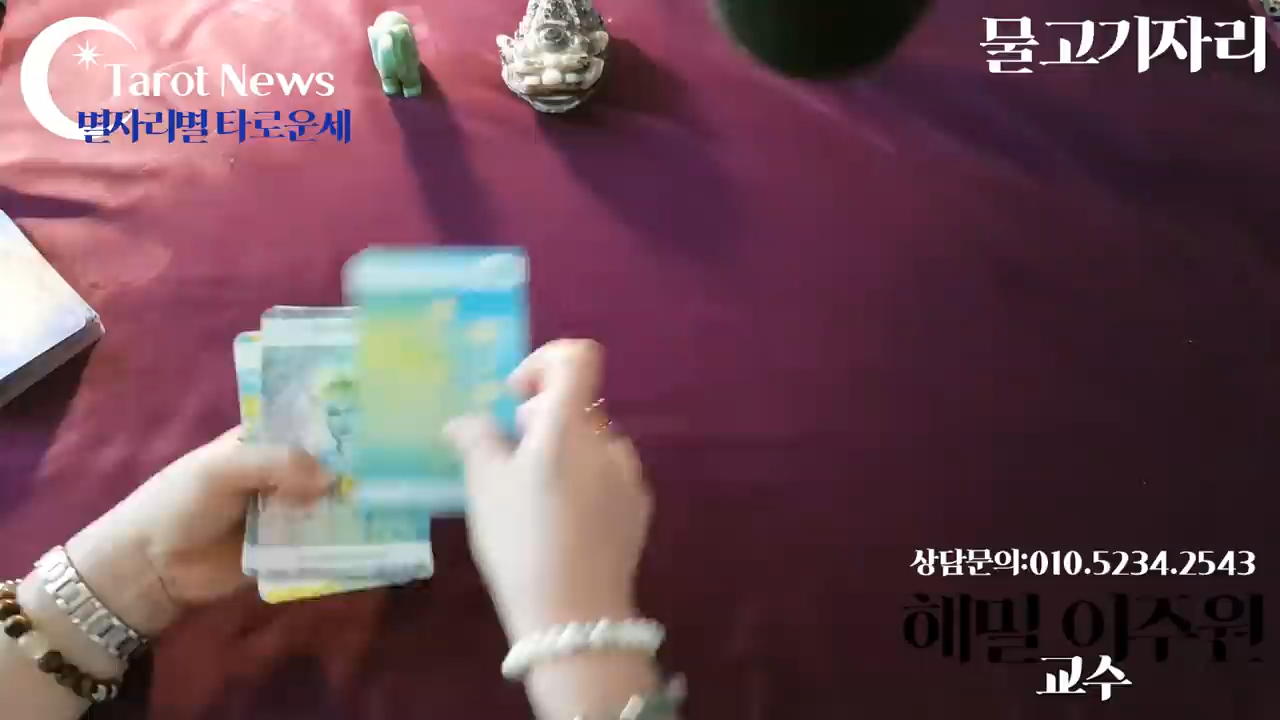 Tarot News
별자리별 타로운세
물고기자리
상담문의:010.5234.2543
헤밀 이주원
교수